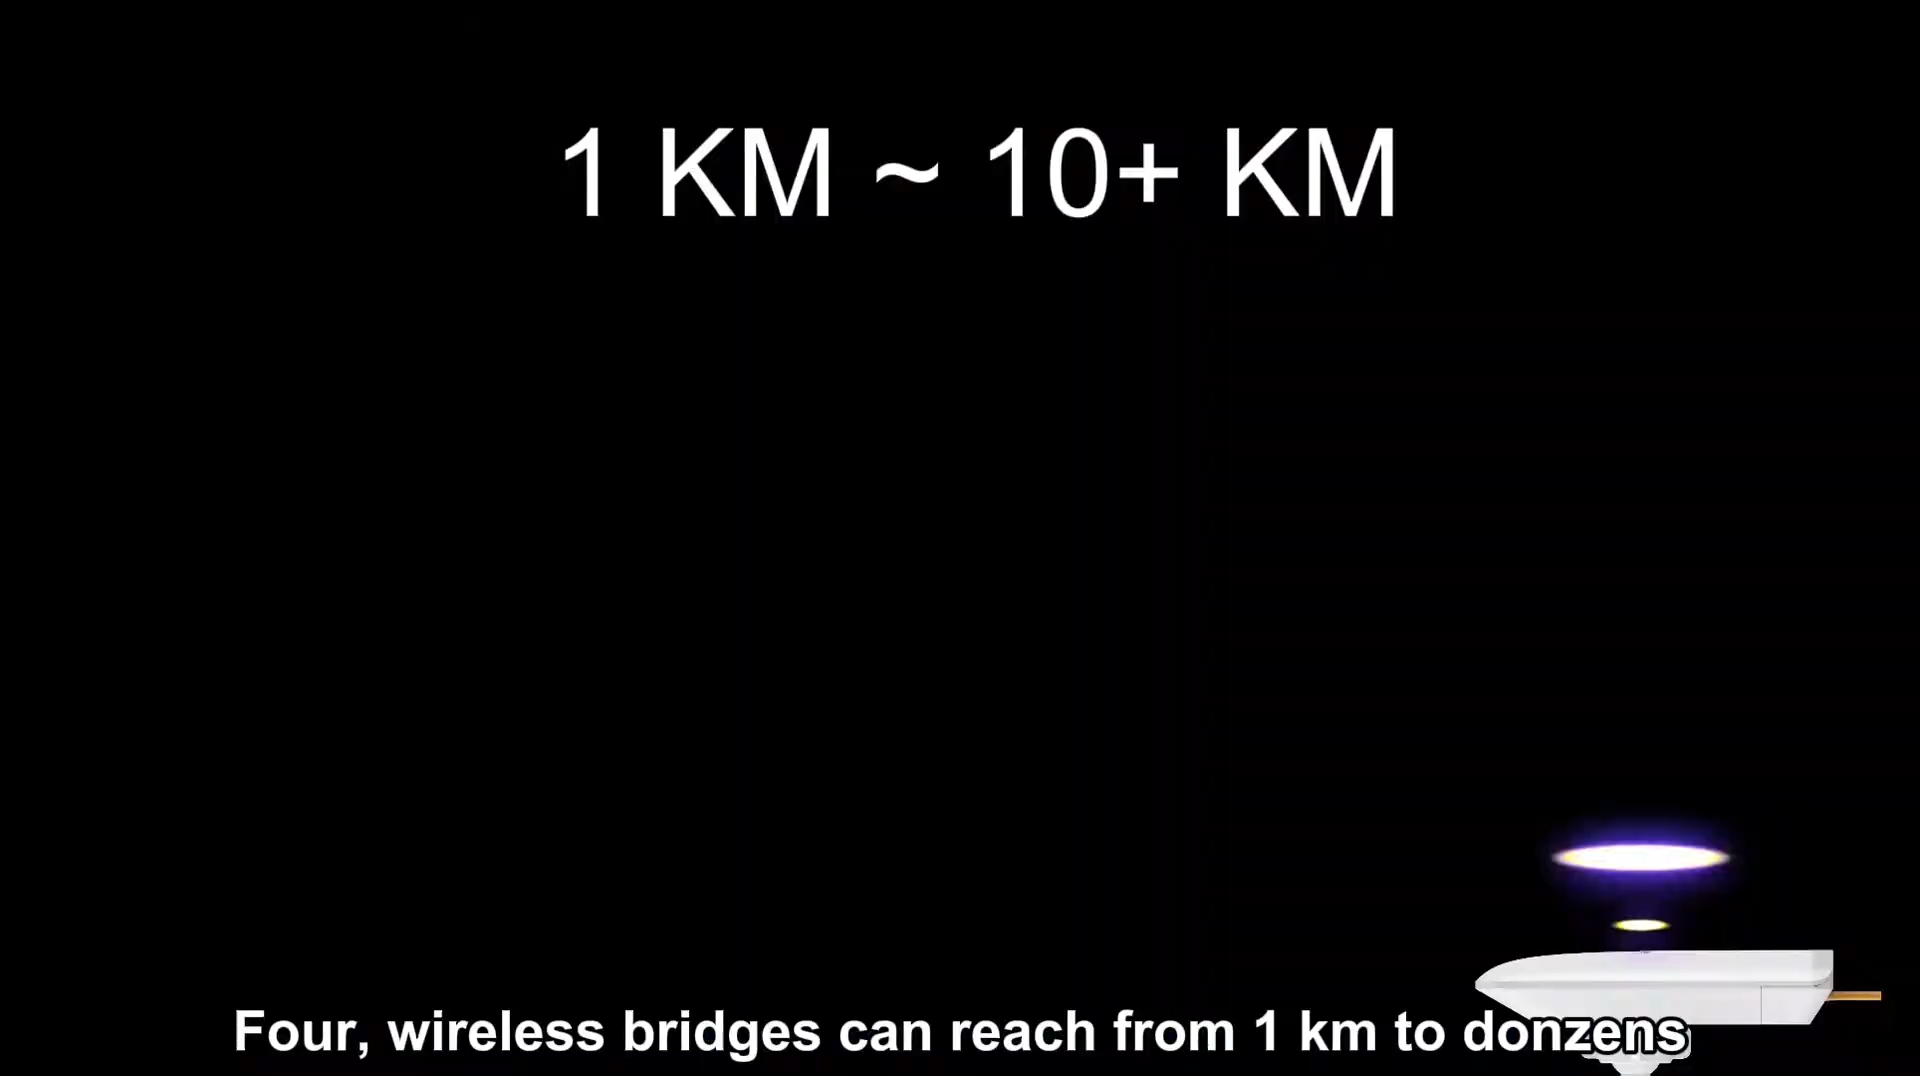 1 KM ~ 10+ KM
Four, wireless bridges can reach from 1 km to donzens